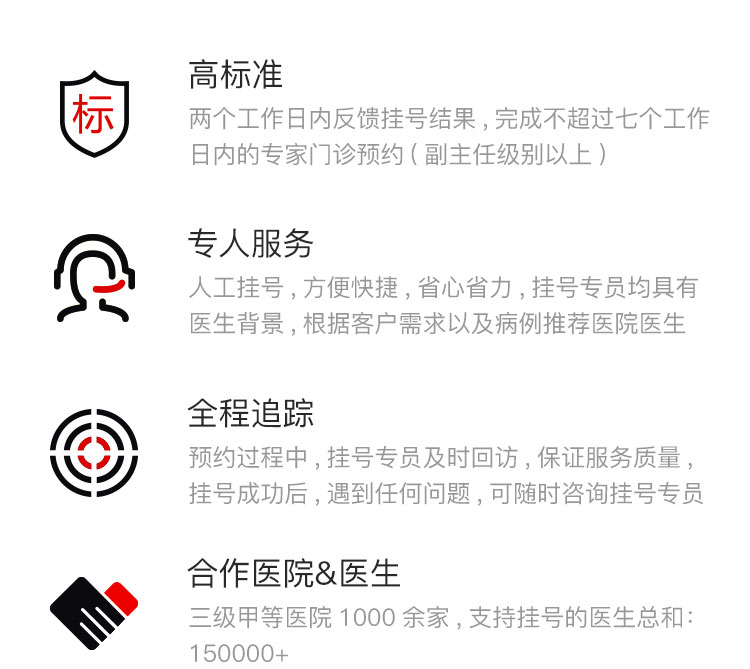 高标准
标
两个工作日内反馈挂号结果，完成不超过七个工作
日内的专家门诊预约（副主任级别以上）
专人服务
人工挂号，方便快捷，省心省力，挂号专员均具有
医生背景，根据客户需求以及病例推荐医院医生
全程追踪
预约过程中，挂号专员及时回访，保证服务质量，
挂号成功后，遇到任何问题，可随时咨询挂号专员
合作医院&医生
三级甲等医院 1000 余家，支持挂号的医生总和：
150000+